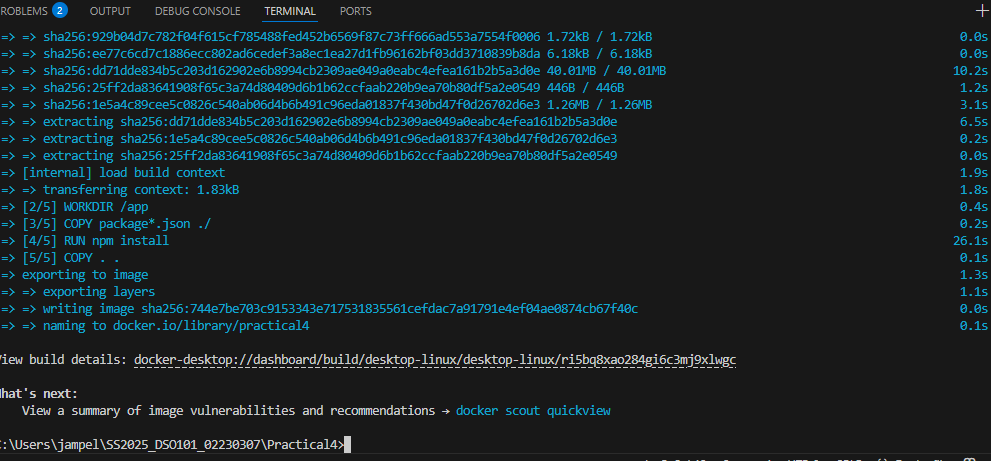 ROBLEMS 2 OUTPUT DEBUG CONSOLE TERMINAL PORTS
=> => sha256:929b04d7c782f04f615cf785488fed452b6569f87c73ff666ad553a7554f0006 1.72kB / 1.72kB 0.0s
=> => sha256:ee77c6cd7c1886ecc802ad6cedef3a8ec1ea27d1fb96162bf03dd3710839b8da 6.18kB / 6.18kB 0.0s
=> => sha256:dd71dde834b5c203d162902e6b8994cb2309ae049a0eabc4efea161b2b5a3d0e 40.01MB / 40.01MB 10.2s
=> => sha256:25ff2da83641908f65c3a74d80409d6b1b62ccfaab220b9ea70b80df5a2e0549 446B / 446B 1.2s
=> => sha256:1e5a4c89cee5c0826c540ab06d4b6b491c96eda01837f430bd47f0d26702d6e3 1.26MB / 1.26MB 3.1s
=> => extracting sha256:dd71dde834b5c203d162902e6b8994cb2309ae049a0eabc4efea161b2b5a3d0e 6.5s
=> => extracting sha256:1e5a4c89cee5c0826c540ab06d4b6b491c96eda01837f430bd47f0d26702d6e3 0.2s
=> => extracting sha256:25ff2da83641908f65c3a74d80409d6b1b62ccfaab220b9ea70b80df5a2e0549 0.0s
=> [internal] load build context 1.9s
=> => transferring context: 1.83kB 1.8s
=> [2/5] WORKDIR /app 0.4s
=> [3/5] COPY package*.json ./ 0.2s
=> [4/5] RUN npm install 26.1s
=> [5/5] COPY . . 0.1s
=> exporting to image 1.3s
=> => exporting layers 1.1s
=> => writing image sha256:744e7be703c9153343e717531835561cefdac7a91791e4ef04ae0874cb67f40c 0.0s
=> => naming to docker.io/library/practical4 0.1s
View build details: docker-desktop://dashboard/build/desktop-linux/desktop-linux/ri5bq8xao284gi6c3mj9xlwgc
What's next:
View a summary of image vulnerabilities and recommendations → docker scout quickview
C:\Users\jampel\SS2025_DSO101_02230307\Practical4>